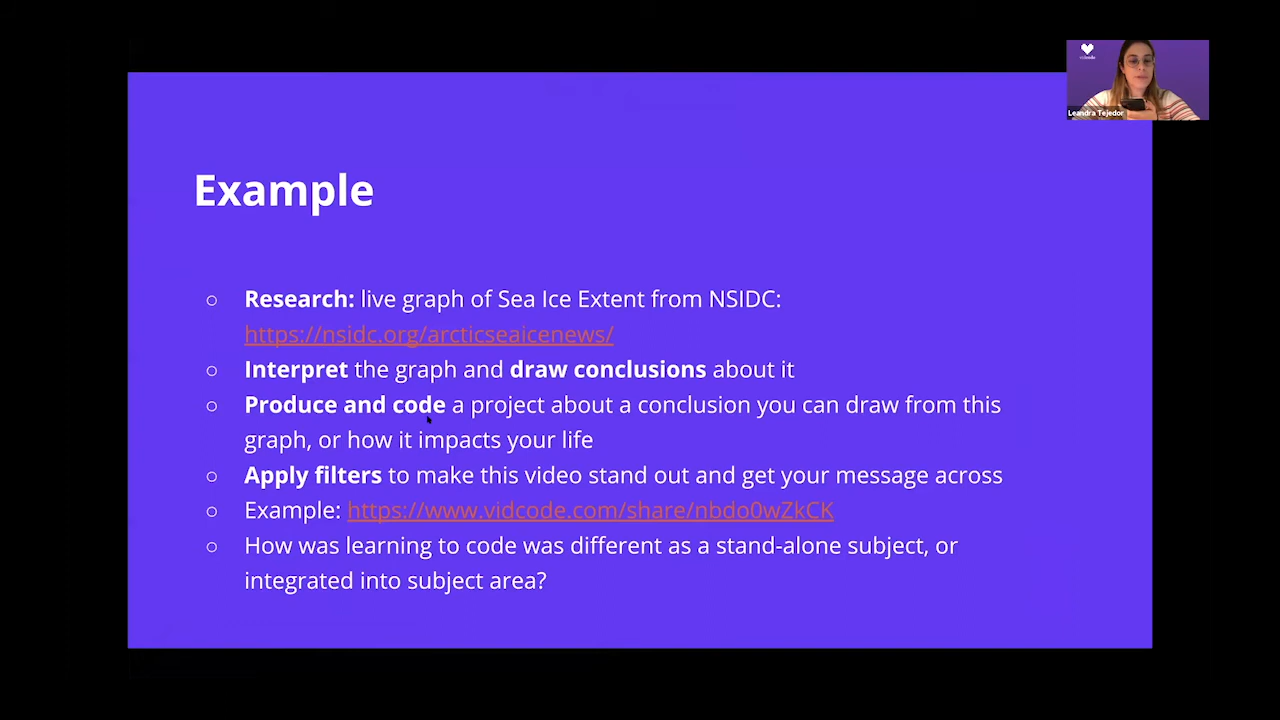 Leandra Tejedor
Example
○ Research: live graph of Sea Ice Extent from NSIDC:
https://nsidc.org/arcticseaicenews/
○ Interpret the graph and draw conclusions about it
○ Produce and code a project about a conclusion you can draw from this
graph, or how it impacts your life
○ Apply filters to make this video stand out and get your message across
○ Example: https://www.vidcode.com/share/nbdo0wZkCK
○ How was learning to code was different as a stand-alone subject, or
integrated into subject area?